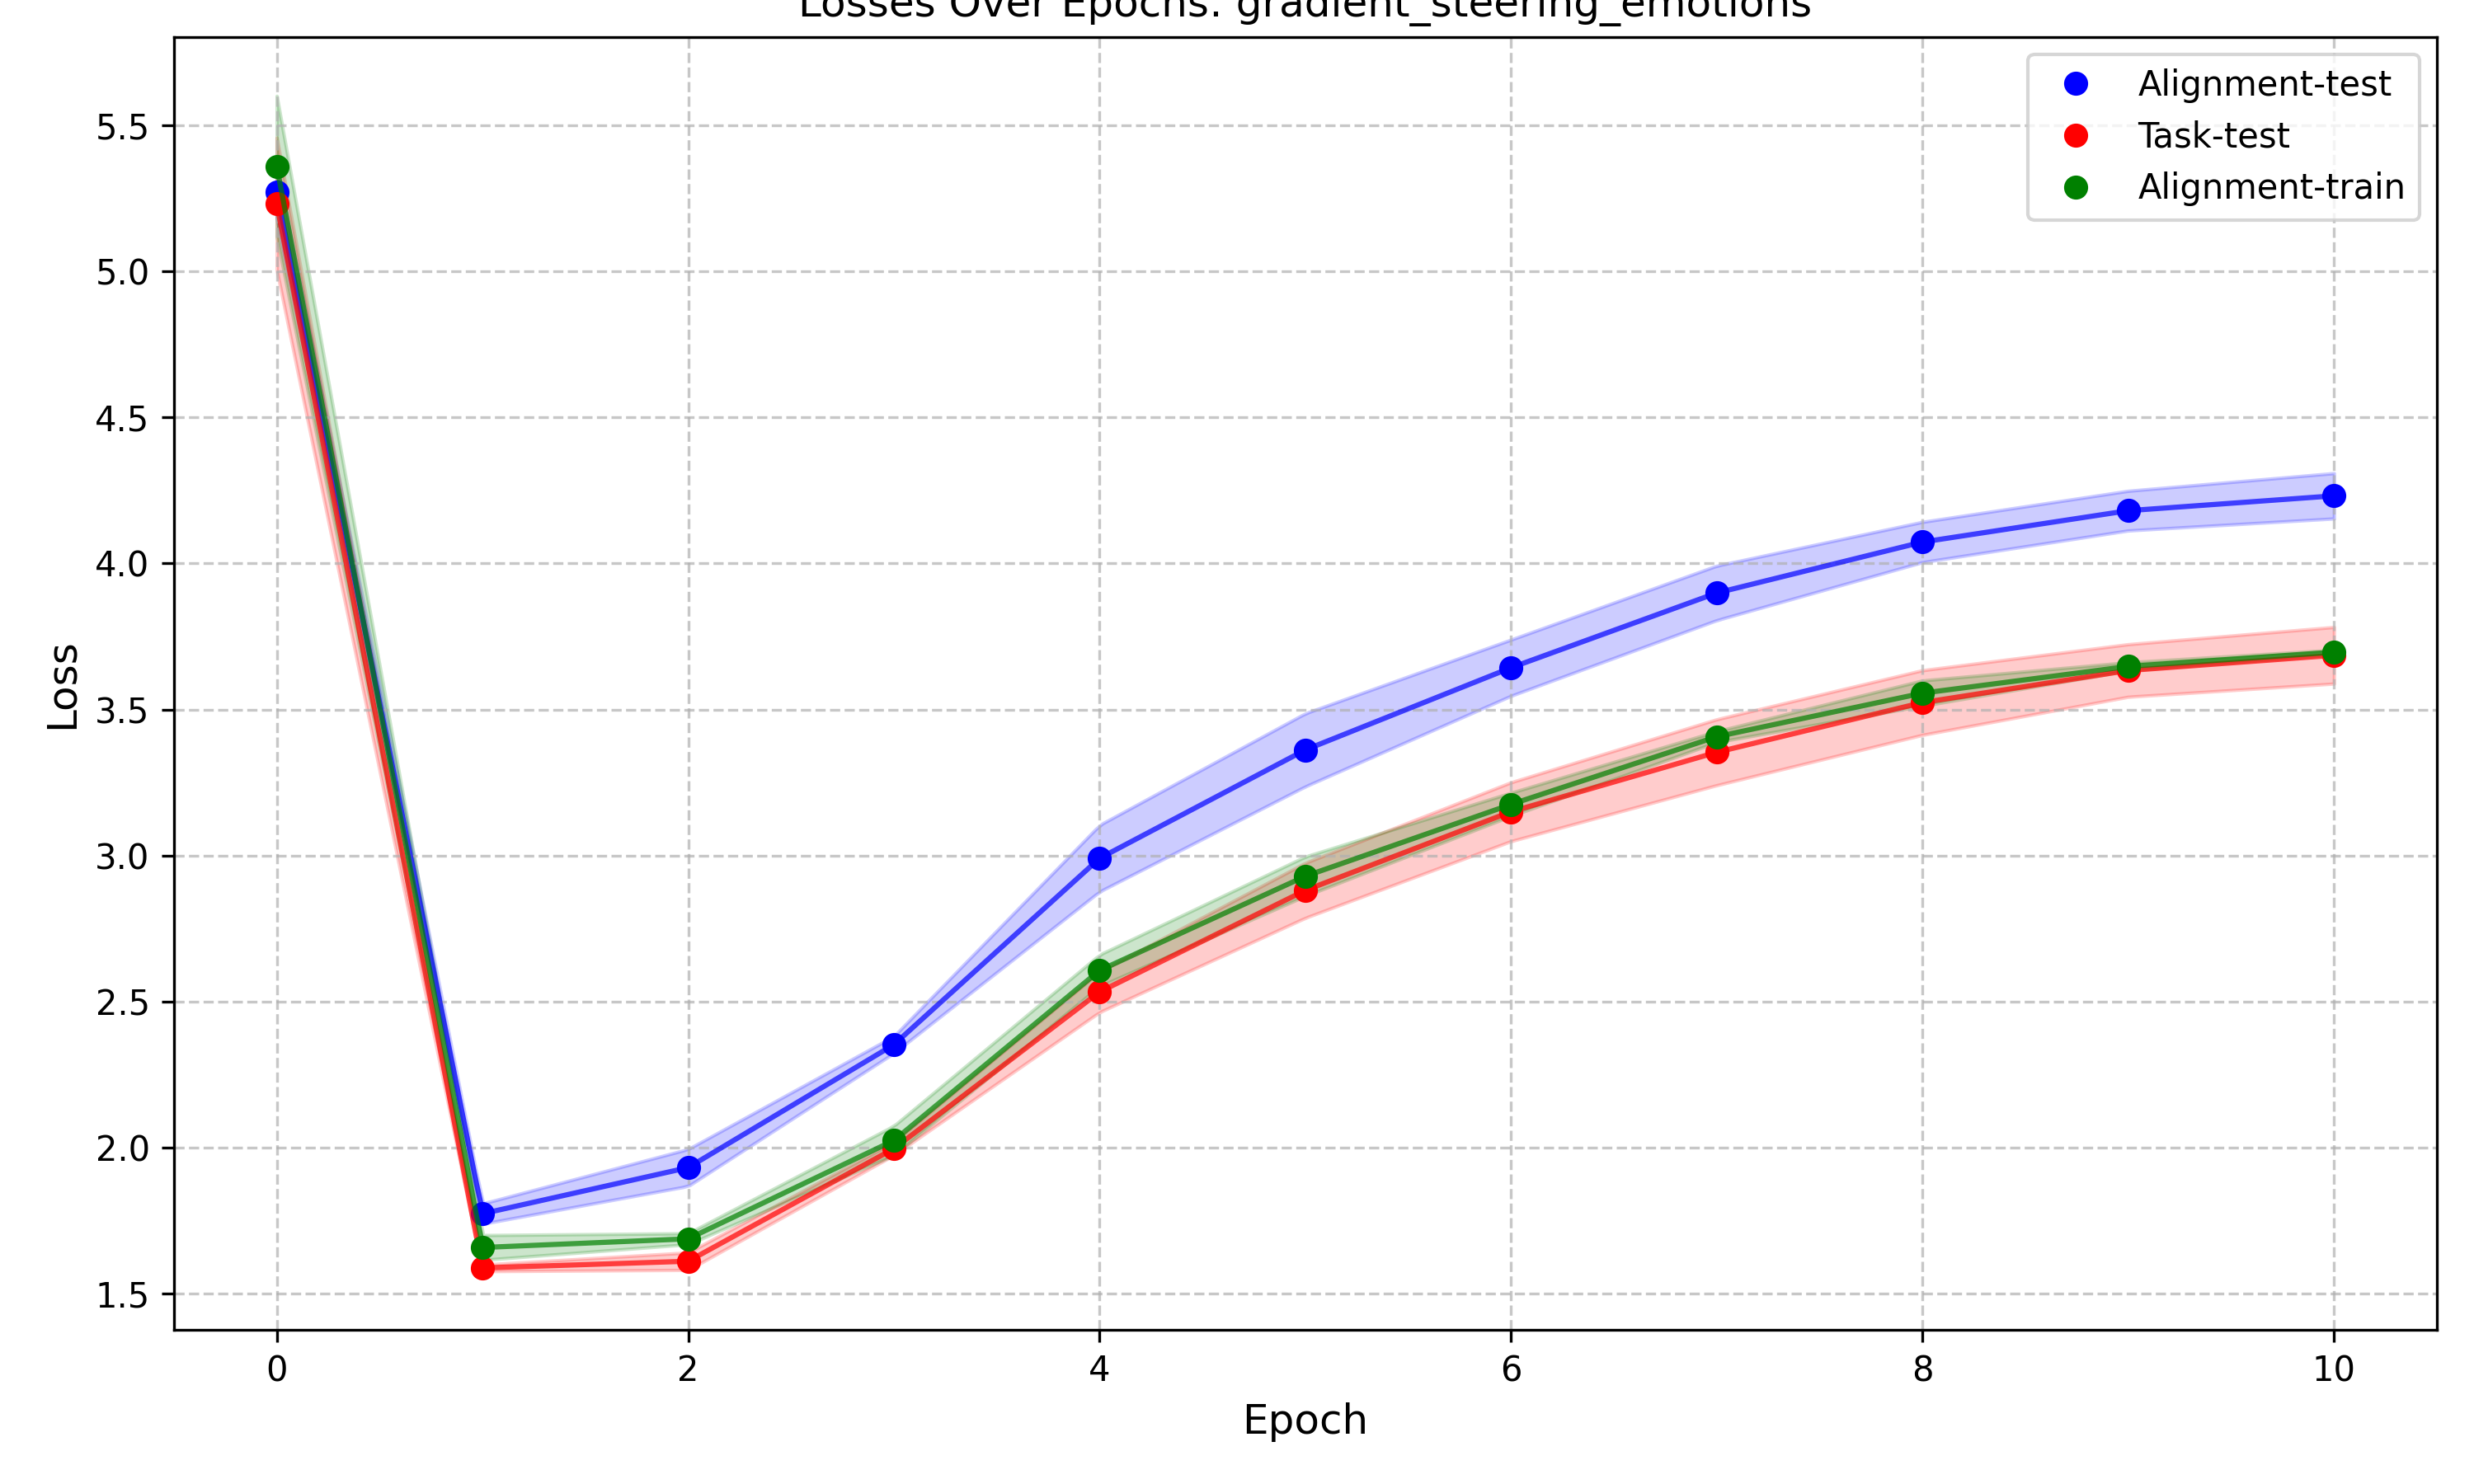 Losses Over Epochs: gradient_steering_emotions
Alignment-test
Task-test
Alignment-train
5.5
5.0
4.5
4.0
3.5
3.0
2.5
2.0
1.5
Loss
0 2 4 6 8 10
Epoch